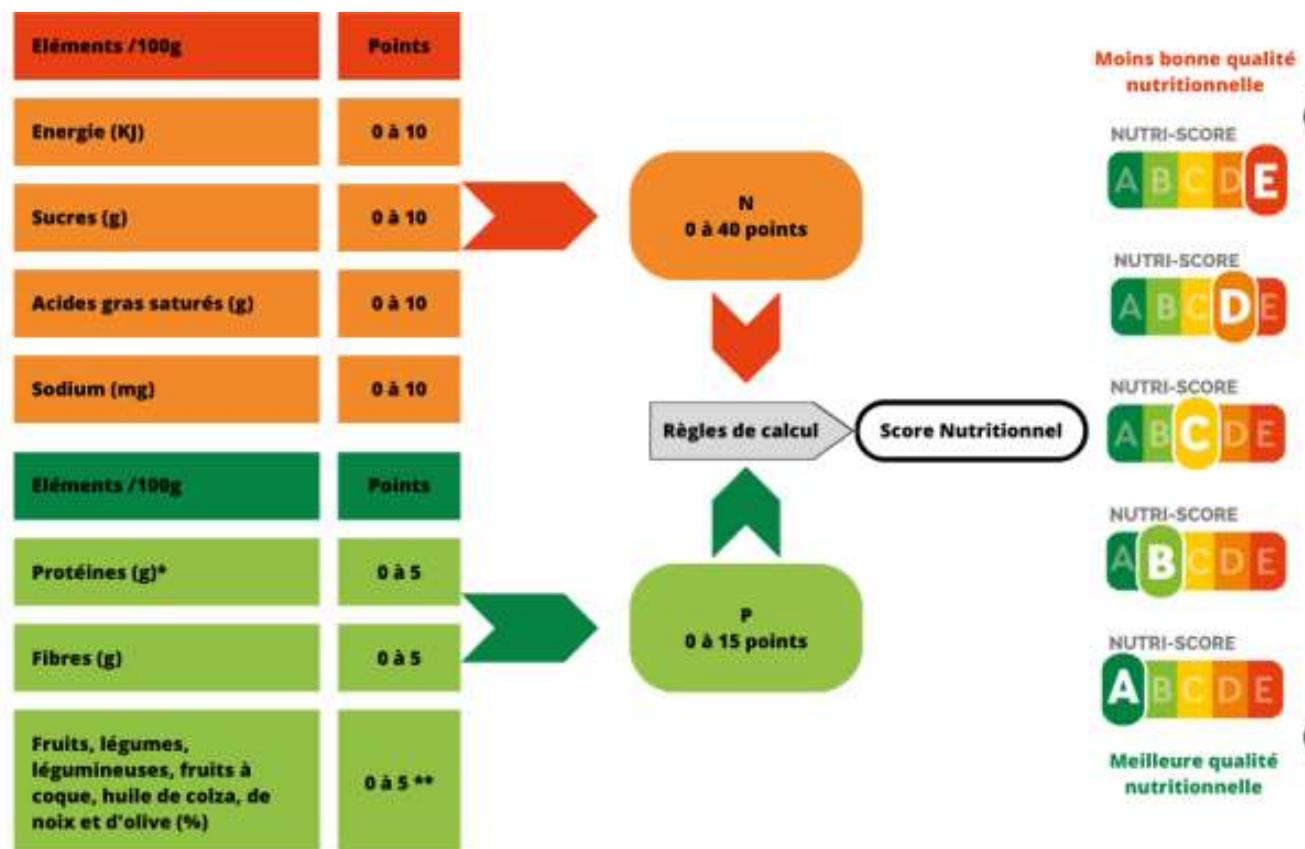 Eléments /100g Points
Energie (KJ) 0 à 10
Sucres (g) 0 à 10
Acides gras saturés (g) 0 à 10
Sodium (mg) 0 à 10
Eléments /100g Points
Protéines (g)* 0 à 5
Fibres (g) 0 à 5
Fruits, légumes,
légumineuses, fruits à
coque, huile de colza, de
noix et d'olive (%)
0 à 5 **
N
0 à 40 points
Règles de calcul
Score Nutritionnel
P
0 à 15 points
Moins bonne qualité
nutritionnelle
NUTRI-SCORE
A B C D E
NUTRI-SCORE
A B C D E
NUTRI-SCORE
A B C D E
NUTRI-SCORE
A B C D E
NUTRI-SCORE
A B C D E
Meilleure qualité
nutritionnelle